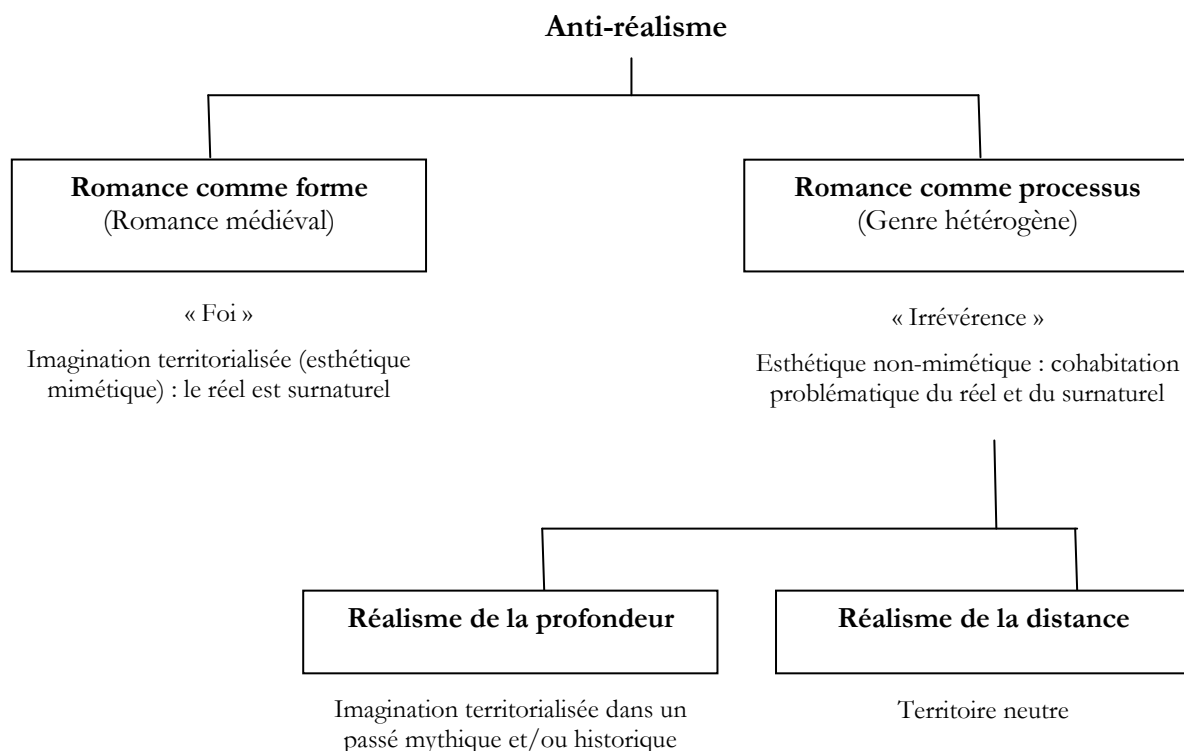 Anti-réalisme
Romance comme forme
(Romance médiéval)
Romance comme processus
(Genre hétérogène)
« Foi »
Imagination territorialisée (esthétique
mimétique) : le réel est surnaturel
« Irrévérence »
Esthétique non-mimétique : cohabitation
problématique du réel et du surnaturel
Réalisme de la profondeur
Réalisme de la distance
Imagination territorialisée dans un
passé mythique et/ou historique
Territoire neutre